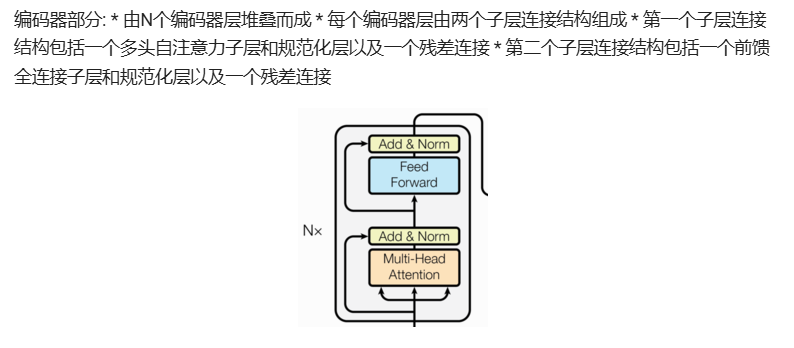 编码器部分: * 由N个编码器层堆叠而成 * 每个编码器层由两个子层连接结构组成 * 第一个子层连接
结构包括一个多头自注意力子层和规范化层以及一个残差连接 * 第二个子层连接结构包括一个前馈
全连接子层和规范化层以及一个残差连接
Add & Norm
Feed
Forward
N×
Add & Norm
Multi-Head
Attention